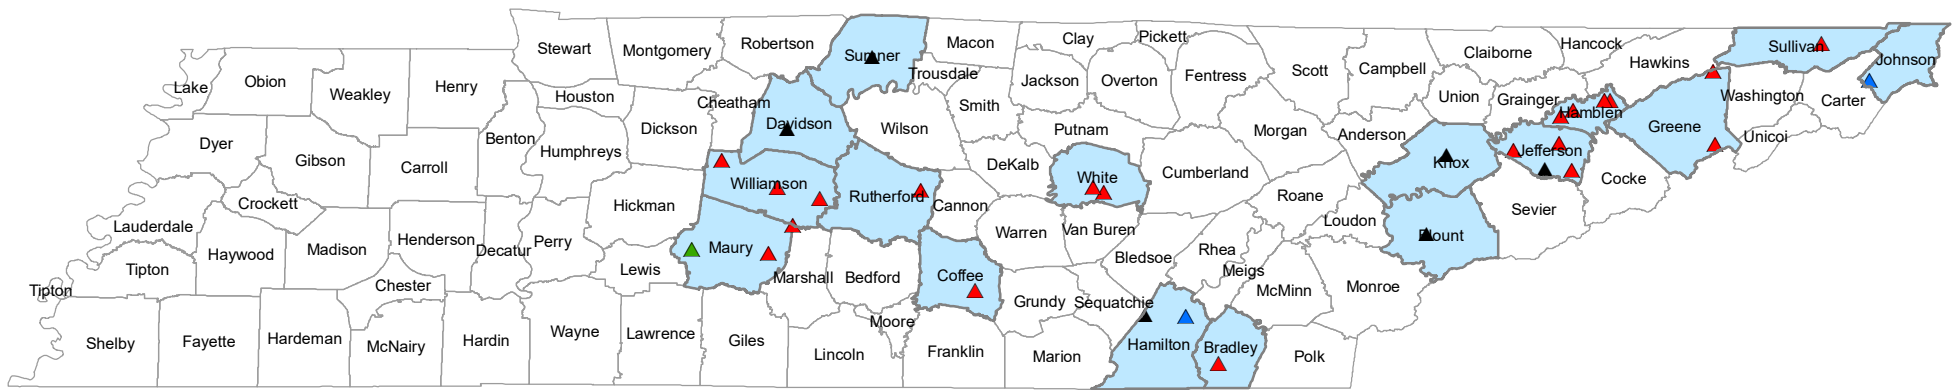 Stewart
Montgomery
Robertson
Sumner
Macon
Clay
Pickett
Scott
Campbell
Claiborne
Hancock
Hawkins
Sullivan
Johnson
Lake
Obion
Weakley
Henry
Houston
Cheatham
Trousdale
Smith
Jackson
Overton
Fentress
Union
Grainger
Hamblen
Washington
Carter
Dyer
Gibson
Carroll
Benton
Humphreys
Dickson
Davidson
Wilson
Putnam
Morgan
Anderson
Knox
Jefferson
Greene
Unicoi
Crockett
Williamson
Rutherford
Cannon
DeKalb
White
Cumberland
Roane
Loudon
Blount
Sevier
Cocke
Lauderdale
Haywood
Madison
Henderson
Decatur
Perry
Hickman
Lewis
Maury
Marshall
Bedford
Coffee
Warren
Van Buren
Bledsoe
Rhea
Meigs
McMinn
Monroe
Tipton
Tipton
Chester
Moore
Grundy
Sequatchie
Shelby
Fayette
Hardeman
McNairy
Hardin
Wayne
Lawrence
Giles
Lincoln
Franklin
Marion
Hamilton
Bradley
Polk